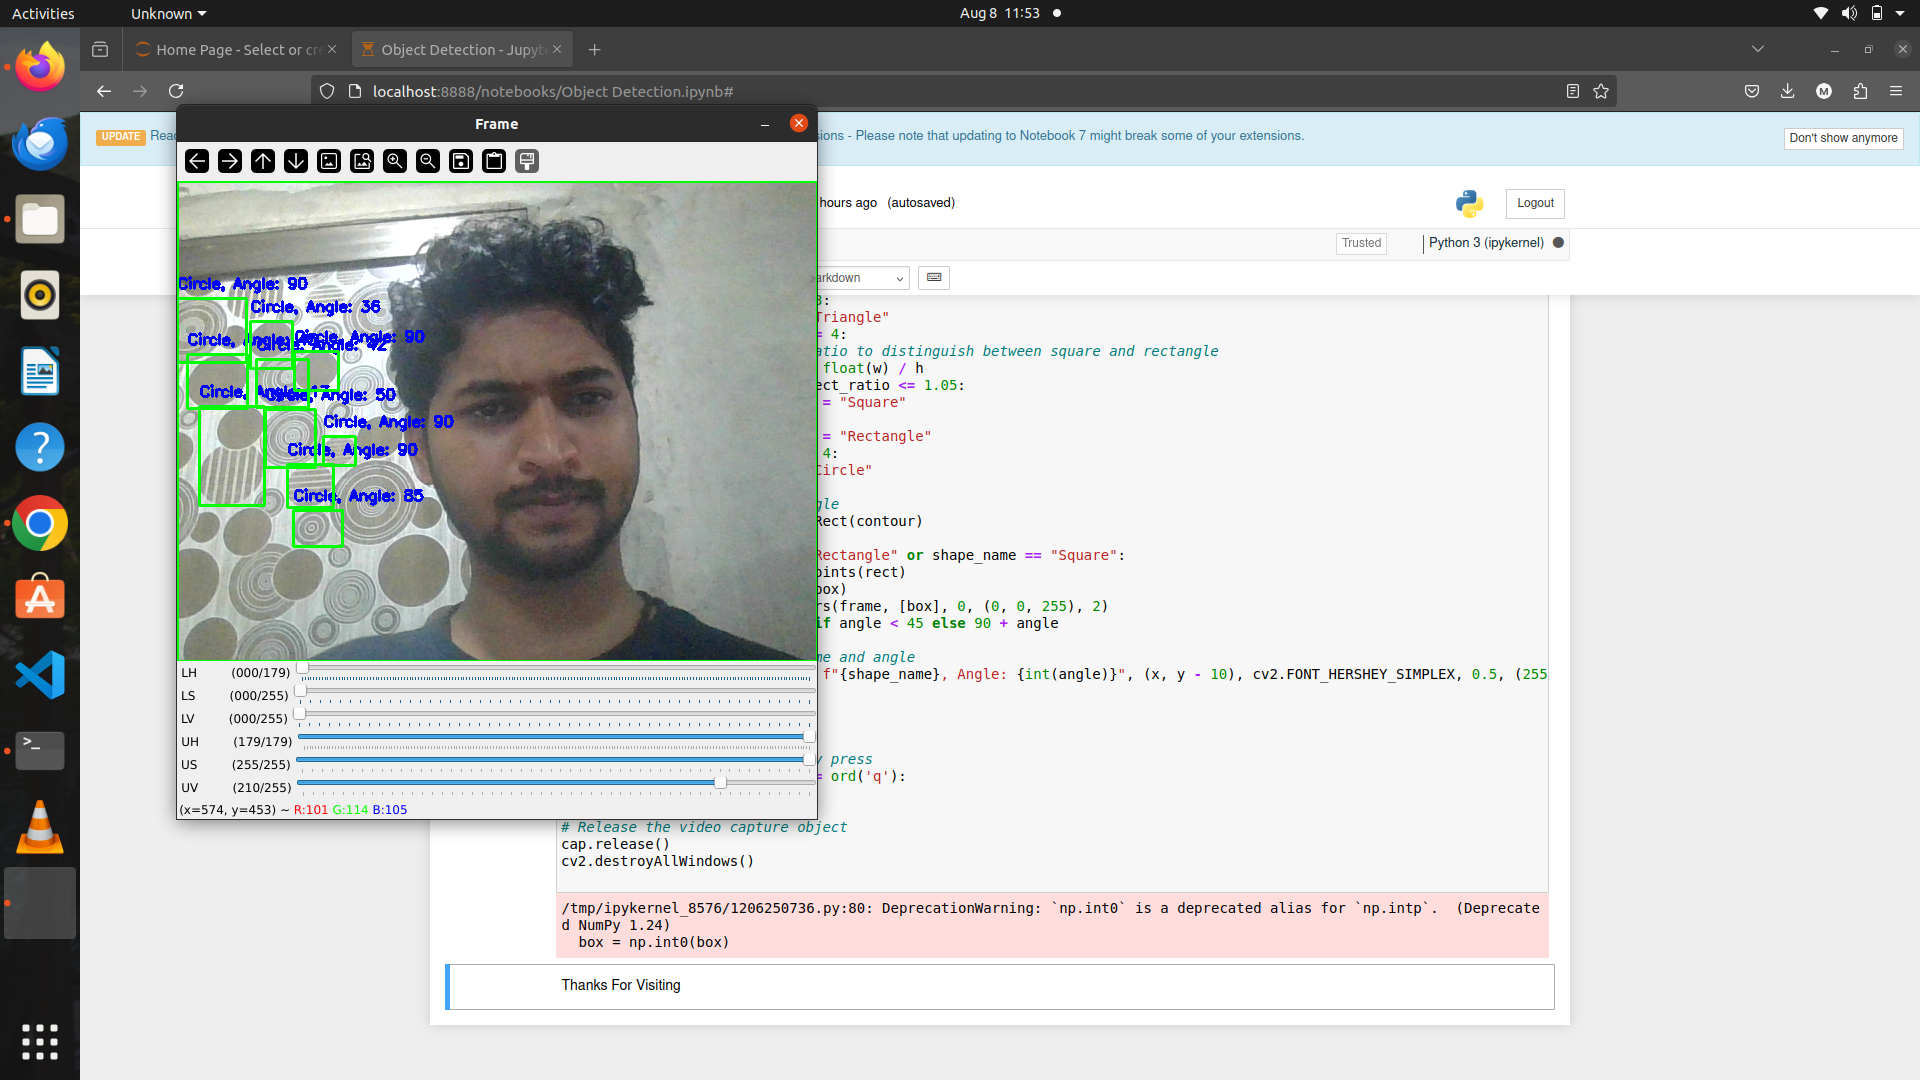 Activities
Unknown
Aug 8 11:53
Home Page - Select or cre
Object Detection - Jupyte
localhost:8888/notebooks/Object Detection.ipynb#
M
UPDATE
sions - Please note that updating to Notebook 7 might break some of your extensions.
Don't show anymore
Frame
hours ago (autosaved)
Logout
Trusted
Python 3 (ipykernel)
arkdown
Circle, Angle: 90
Circle, Angle: 36
Circle, Angle: 90
Circle, Angle: 42
Circle, Angle: 50
Circle, Angle: 90
Circle, Angle: 90
Circle, Angle: 85
3:
Triangle"
= 4:
atio to distinguish between square and rectangle
float(w) / h
ect_ratio <= 1.05:
= "Square"
= "Rectangle"
4:
Circle"
gle
Rect(contour)
Rectangle" or shape_name == "Square":
oints(rect)
box)
rs(frame, [box], 0, (0, 0, 255), 2)
if angle < 45 else 90 + angle
me and angle
f"{shape_name}, Angle: {int(angle)}", (x, y - 10), cv2.FONT_HERSHEY_SIMPLEX, 0.5, (255
y press
= ord('q'):
LH (000/179)
LS (000/255)
LV (000/255)
UH (179/179)
US (255/255)
UV (210/255)
(x=574, y=453) ~ R:101 G:114 B:105
# Release the video capture object
cap.release()
cv2.destroyAllWindows()
/tmp/ipykernel_8576/1206250736.py:80: DeprecationWarning: `np.int0` is a deprecated alias for `np.intp`. (Deprecate
d NumPy 1.24)
box = np.int0(box)
Thanks For Visiting